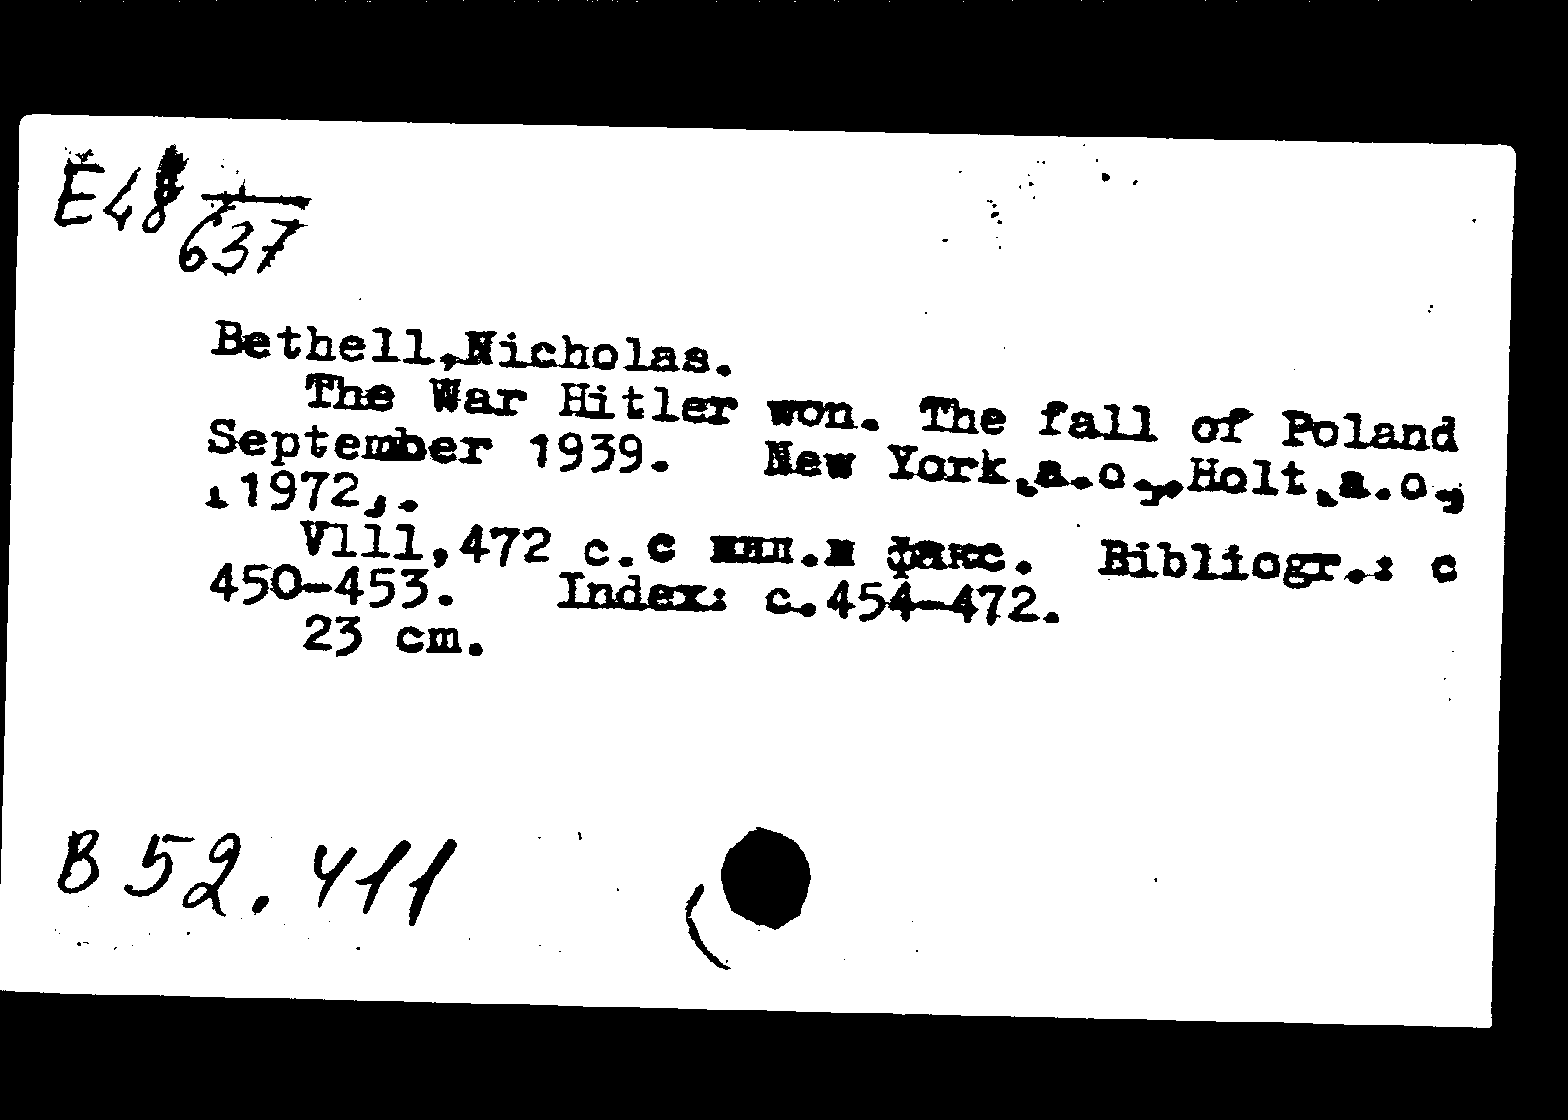 E48
637
Bethell,Nicholas.
The War Hitler won. The fall of Poland
September 1939. New York,a.o.,Holt,a.o.,
1972,.
Vlll,472 c.с илл.и факс. Bibliogr.: c
450-453. Index: c.454-472.
23 cm.
B 52.411